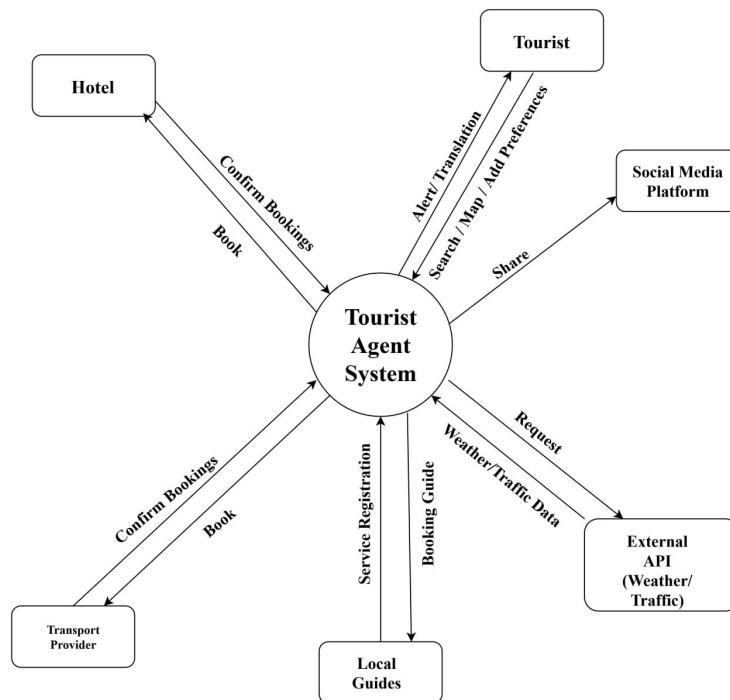 Tourist
Hotel
Confirm Bookings
Book
Alert/ Translation
Search / Map / Add Preferences
Social Media
Platform
Share
Tourist
Agent
System
Request
Weather/Traffic Data
Confirm Bookings
Book
Service Registration
Booking Guide
External
API
(Weather/
Traffic)
Transport
Provider
Local
Guides